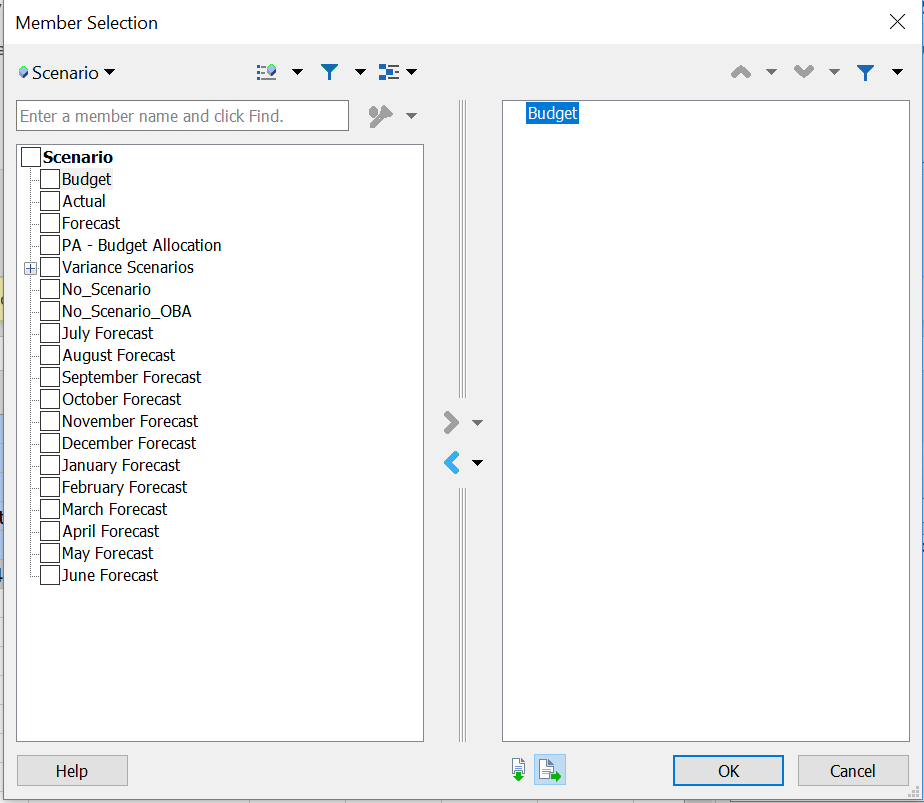 Member Selection
Scenario
Enter a member name and click Find.
Scenario
Budget
Actual
Forecast
PA - Budget Allocation
Variance Scenarios
No_Scenario
No_Scenario_OBA
July Forecast
August Forecast
September Forecast
October Forecast
November Forecast
December Forecast
January Forecast
February Forecast
March Forecast
April Forecast
May Forecast
June Forecast
Budget
Help
OK
Cancel